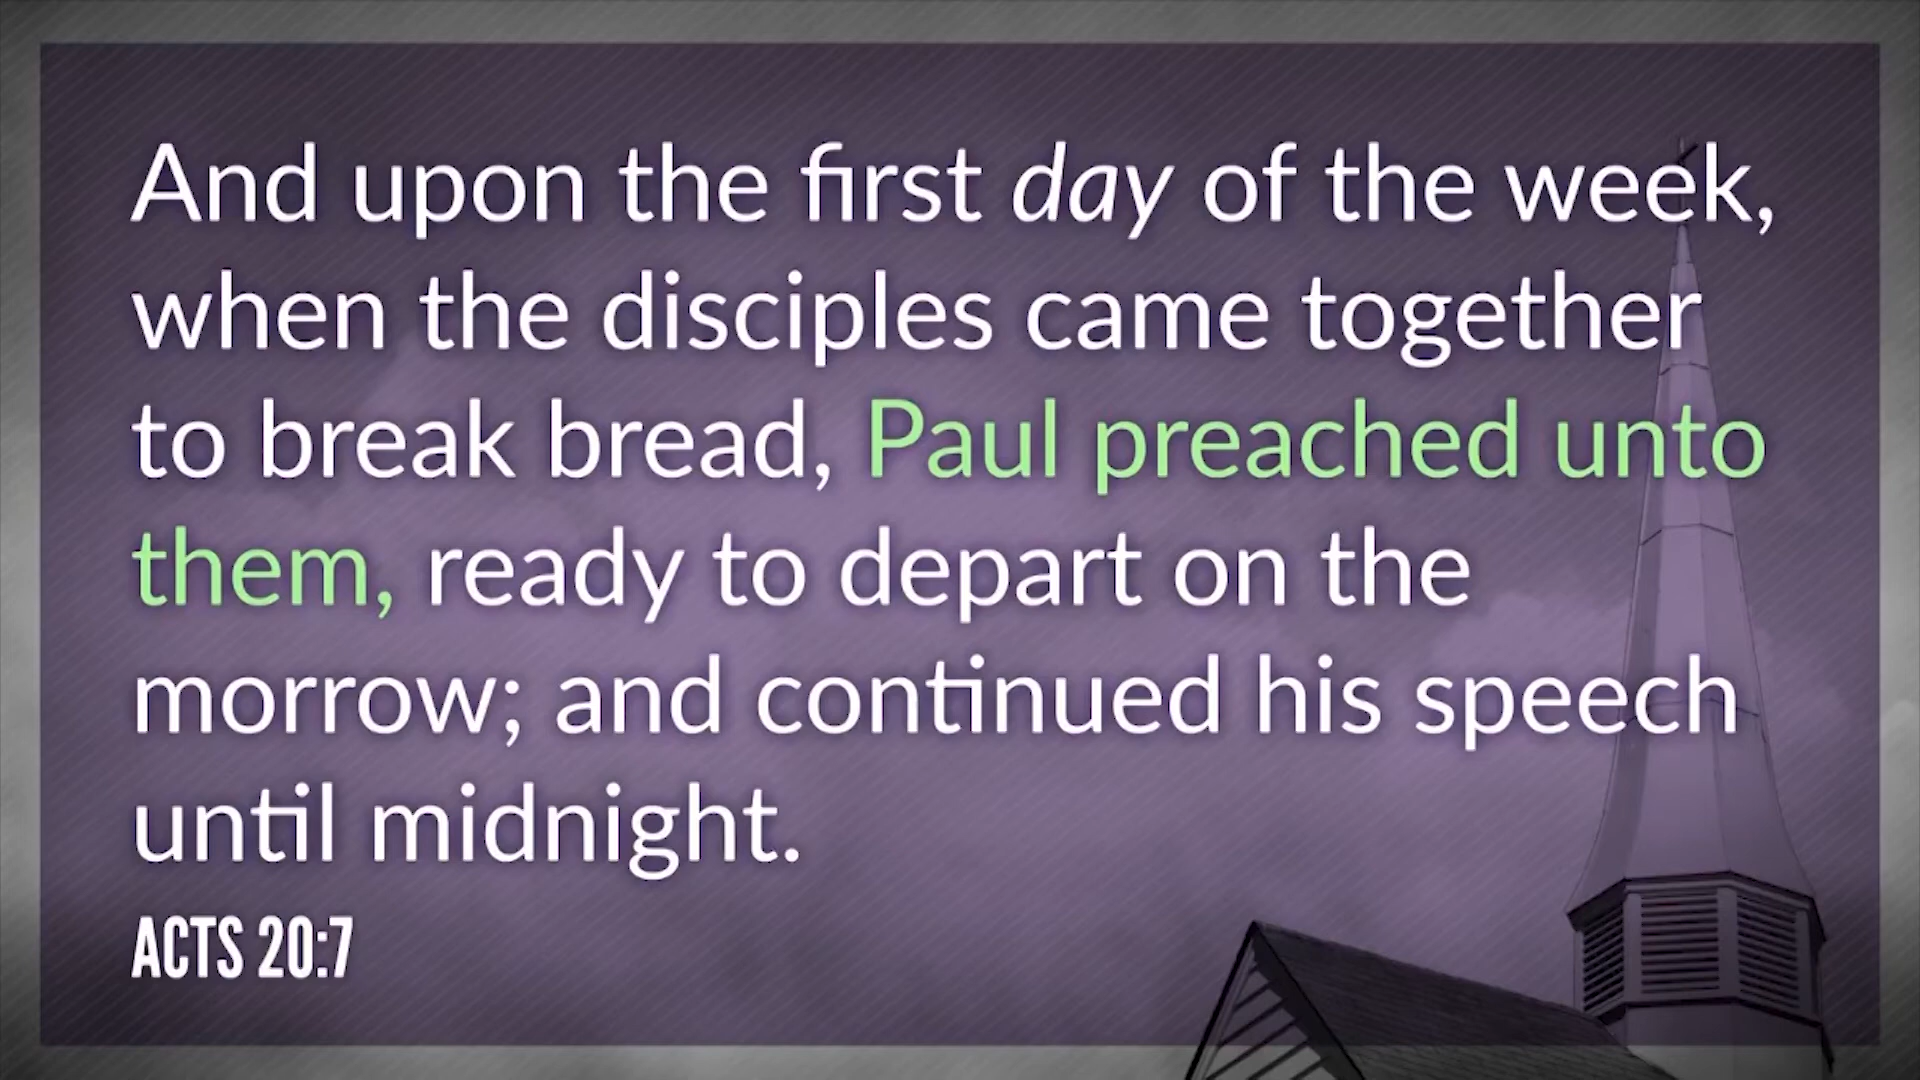 And upon the first day of the week,
when the disciples came together
to break bread, Paul preached unto
them, ready to depart on the
morrow; and continued his speech
until midnight.
ACTS 20:7